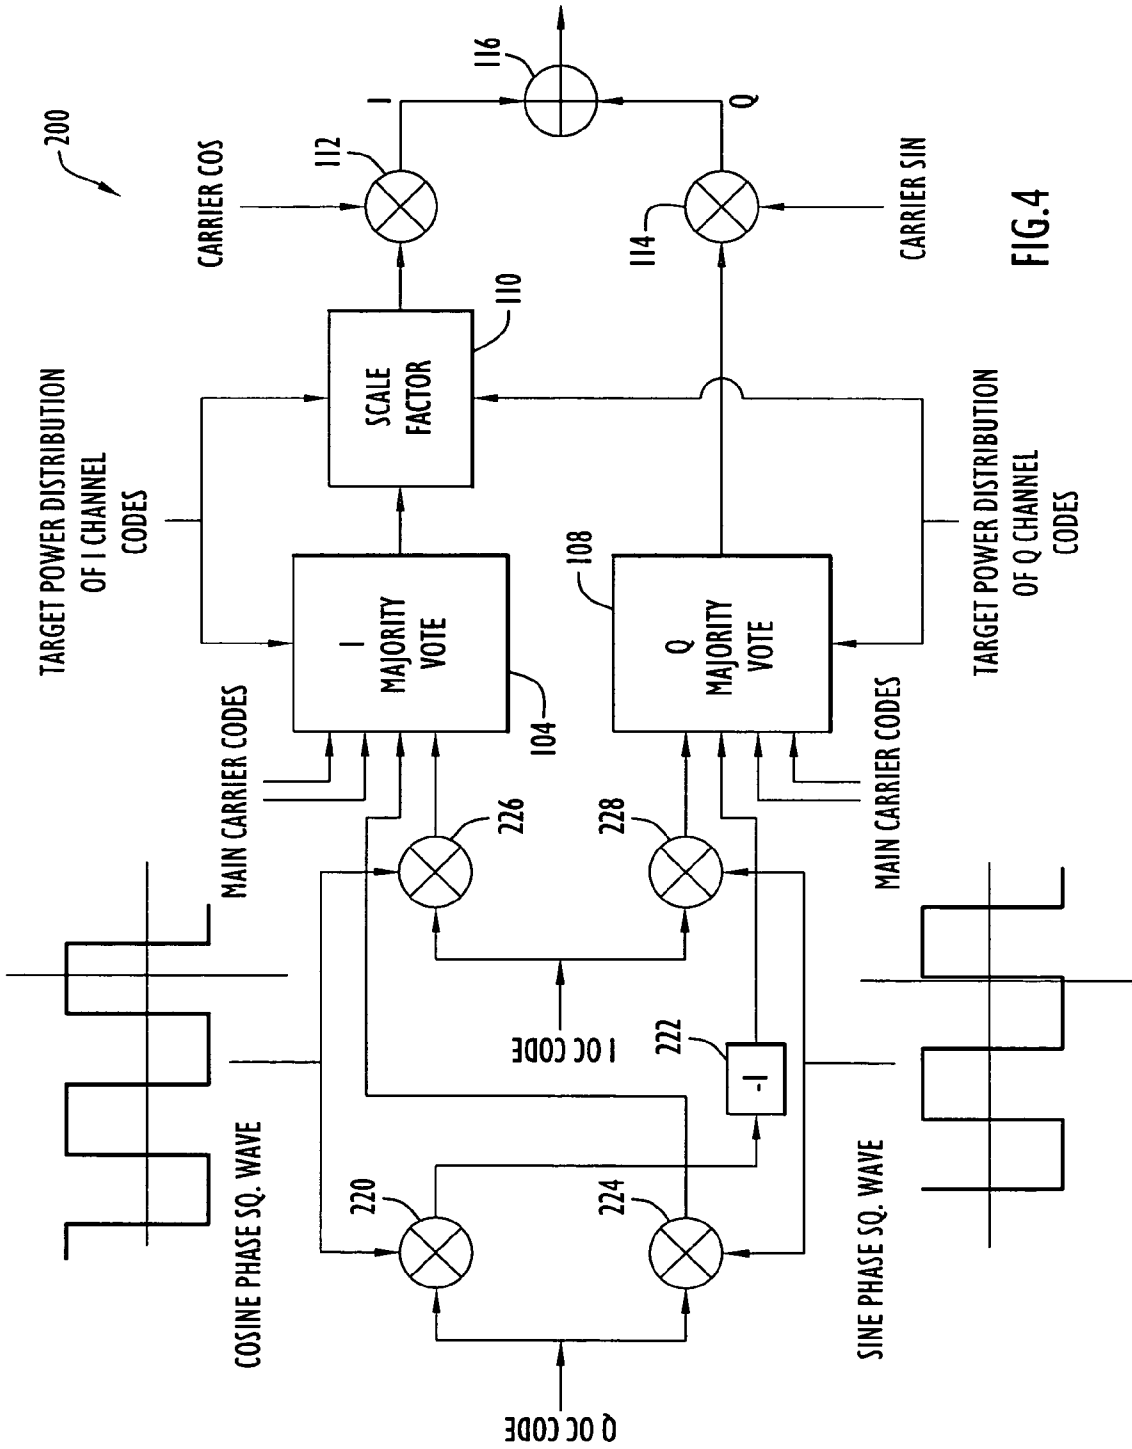 200
COSINE PHASE SQ. WAVE
MAIN CARRIER CODES
TARGET POWER DISTRIBUTION
OF I CHANNEL
CODES
CARRIER COS
Q OC CODE
220
224
I OC CODE
226
228
222
-1
I
MAJORITY
VOTE
104
Q
MAJORITY
VOTE
108
SCALE
FACTOR
110
112
114
I
Q
116
SINE PHASE SQ. WAVE
MAIN CARRIER CODES
TARGET POWER DISTRIBUTION
OF Q CHANNEL
CODES
CARRIER SIN
FIG.4